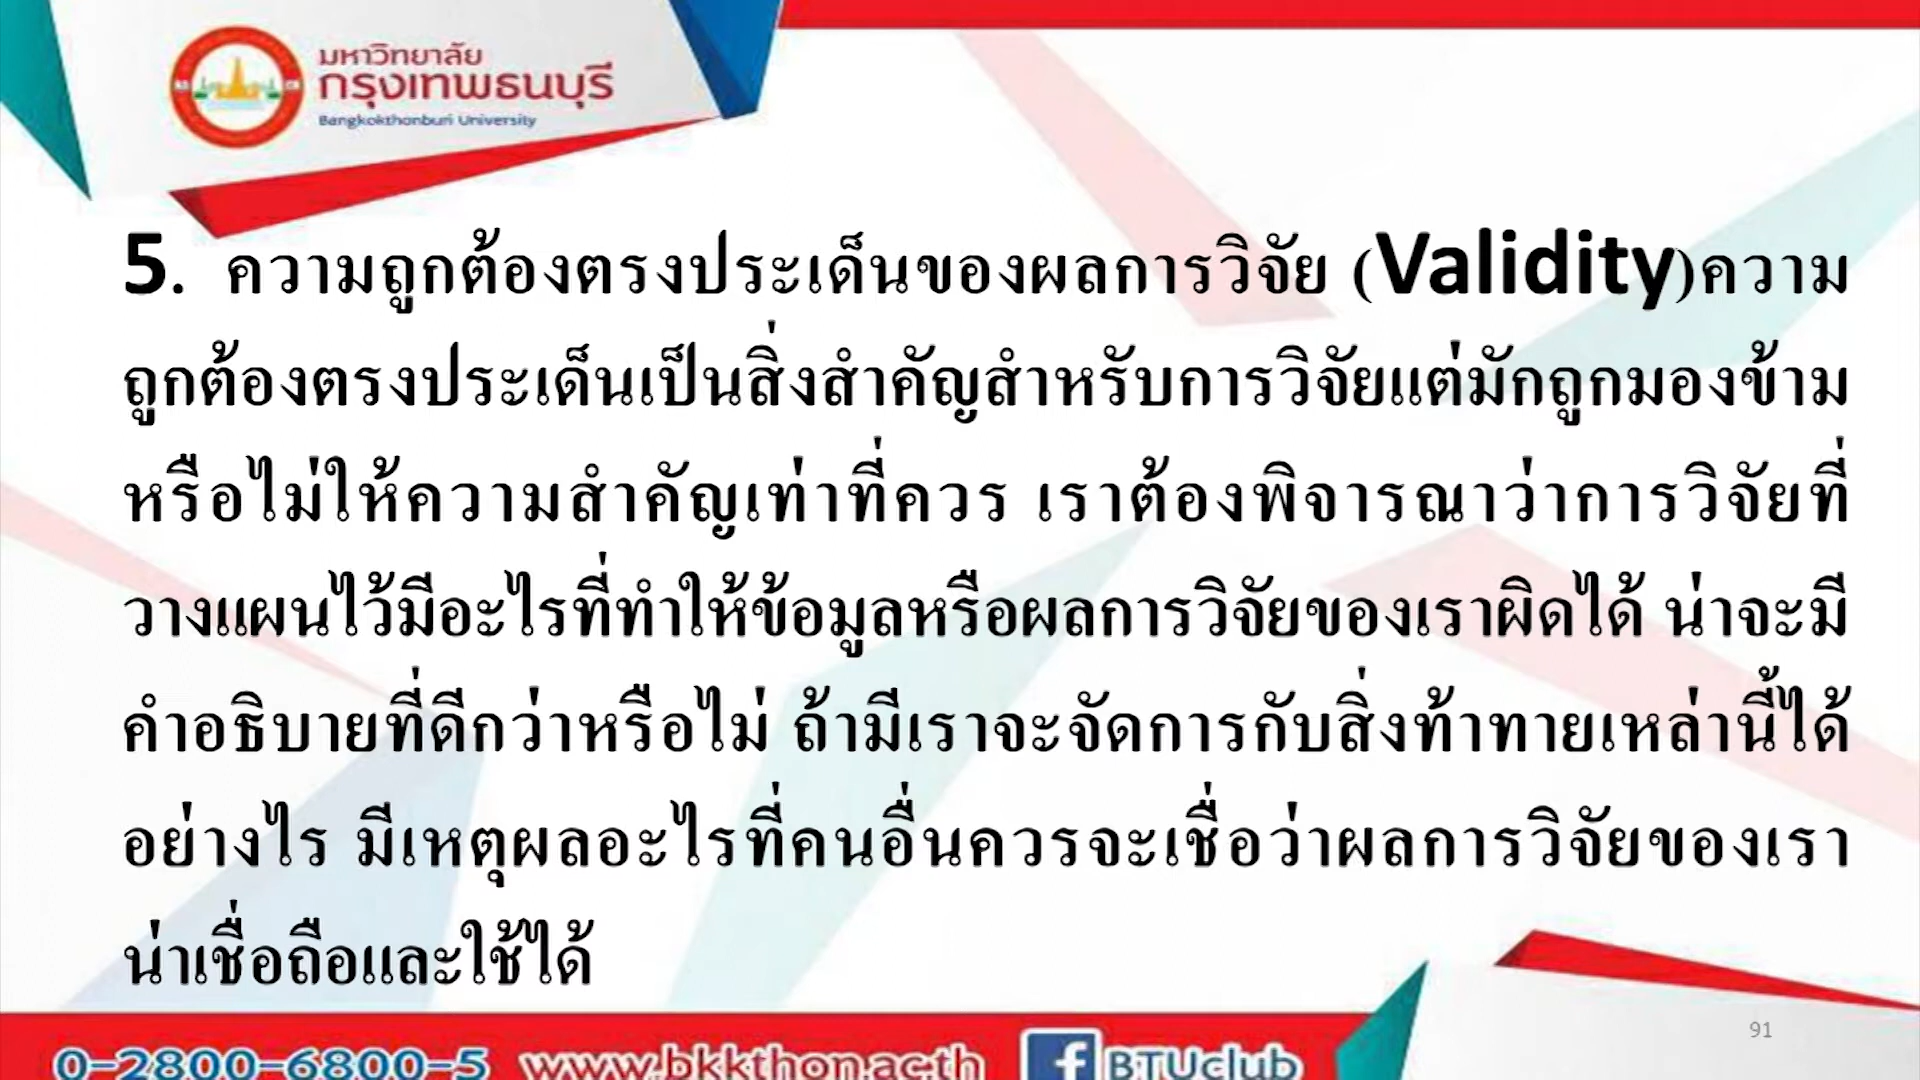 มหาวิทยาลัย
กรุงเทพธนบุรี
Bangkokthonburi University
5. ความถูกต้องตรงประเด็นของผลการวิจัย (Validity)ความ
ถูกต้องตรงประเด็นเป็นสิ่งสำคัญสำหรับการวิจัยแต่มักถูกมองข้าม
หรือไม่ให้ความสำคัญเท่าที่ควร เราต้องพิจารณาว่าการวิจัยที่
วางแผนไว้มีอะไรที่ทำให้ข้อมูลหรือผลการวิจัยของเราผิดได้ น่าจะมี
คำอธิบายที่ดีกว่าหรือไม่ ถ้ามีเราจะจัดการกับสิ่งท้าทายเหล่านี้ได้
อย่างไร มีเหตุผลอะไรที่คนอื่นควรจะเชื่อว่าผลการวิจัยของเรา
น่าเชื่อถือและใช้ได้
91
0-2800-6800-5 www.bkkthon.ac.th f BTUclub